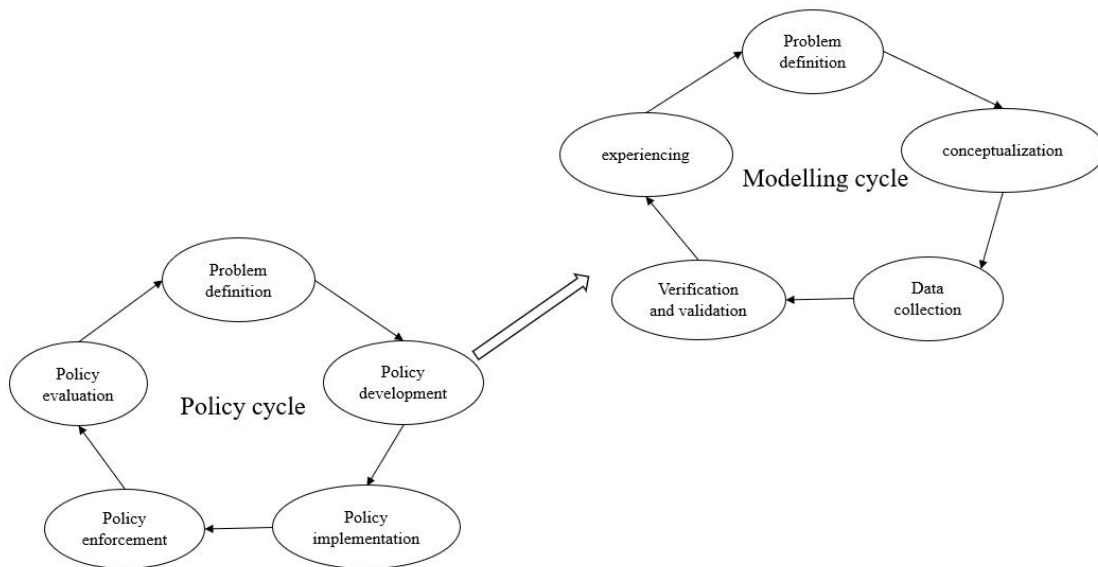 Problem
definition
experiencing
conceptualization
Modelling cycle
Verification
and validation
Data
collection
Problem
definition
Policy
evaluation
Policy
development
Policy cycle
Policy
enforcement
Policy
implementation